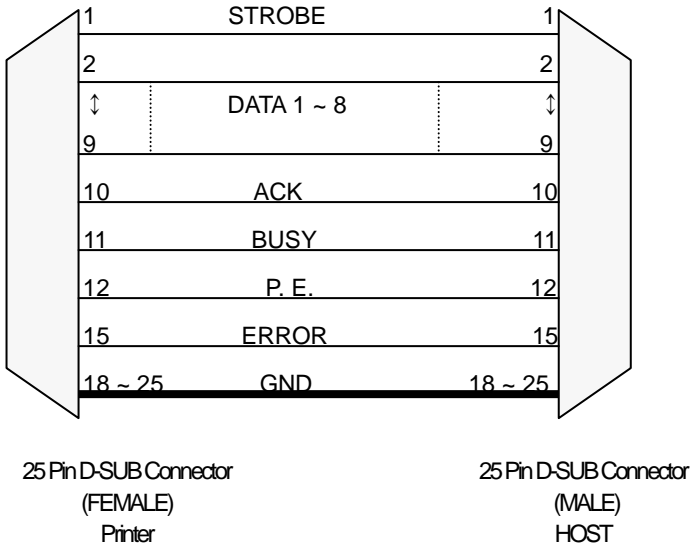 1 STROBE 1
2 2
↕ DATA 1 ~ 8 ↕
9 9
10 ACK 10
11 BUSY 11
12 P. E. 12
15 ERROR 15
18 ~ 25 GND 18 ~ 25
25 Pin D-SUB Connector 25 Pin D-SUB Connector
(FEMALE) (MALE)
Printer HOST